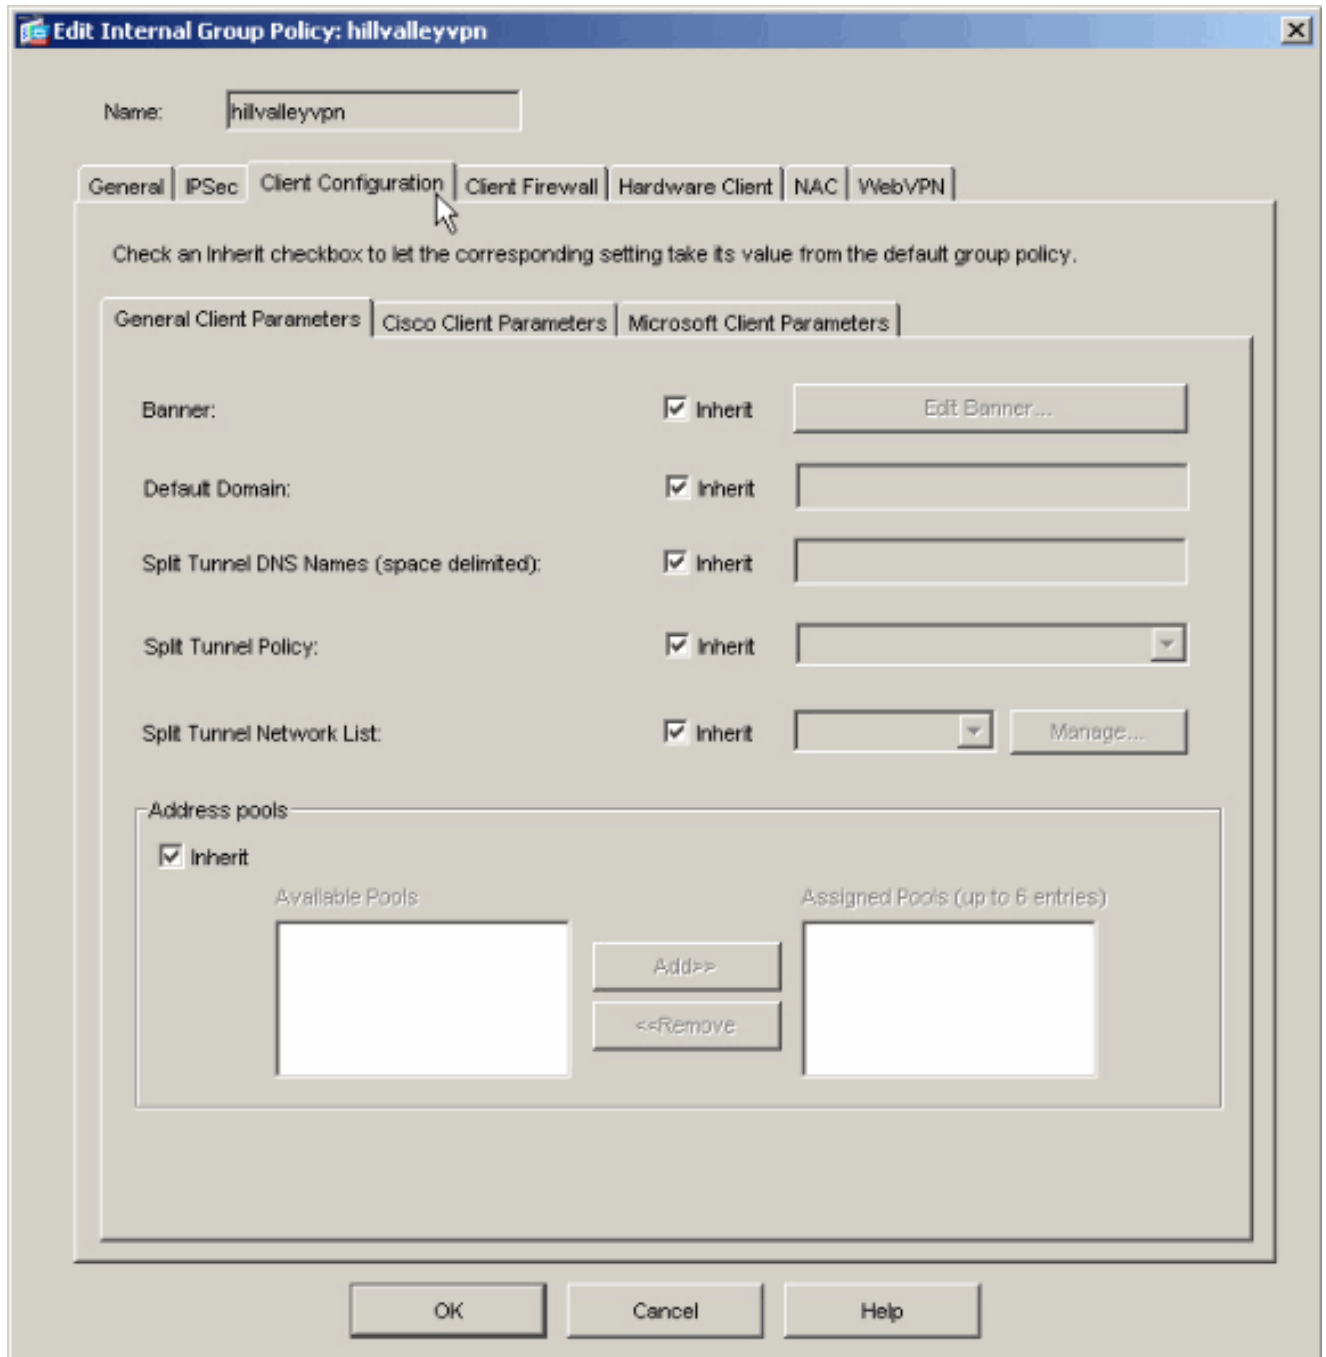 Edit Internal Group Policy: hillvalleyvpn
Name: hillvalleyvpn
General IPSec Client Configuration Client Firewall Hardware Client NAC WebVPN
Check an Inherit checkbox to let the corresponding setting take its value from the default group policy.
General Client Parameters Cisco Client Parameters Microsoft Client Parameters
Banner: Inherit Edit Banner...
Default Domain: Inherit
Split Tunnel DNS Names (space delimited): Inherit
Split Tunnel Policy: Inherit
Split Tunnel Network List: Inherit Manage...
Address pools
Inherit
Available Pools Assigned Pools (up to 6 entries)
Add>>
<<Remove
OK Cancel Help